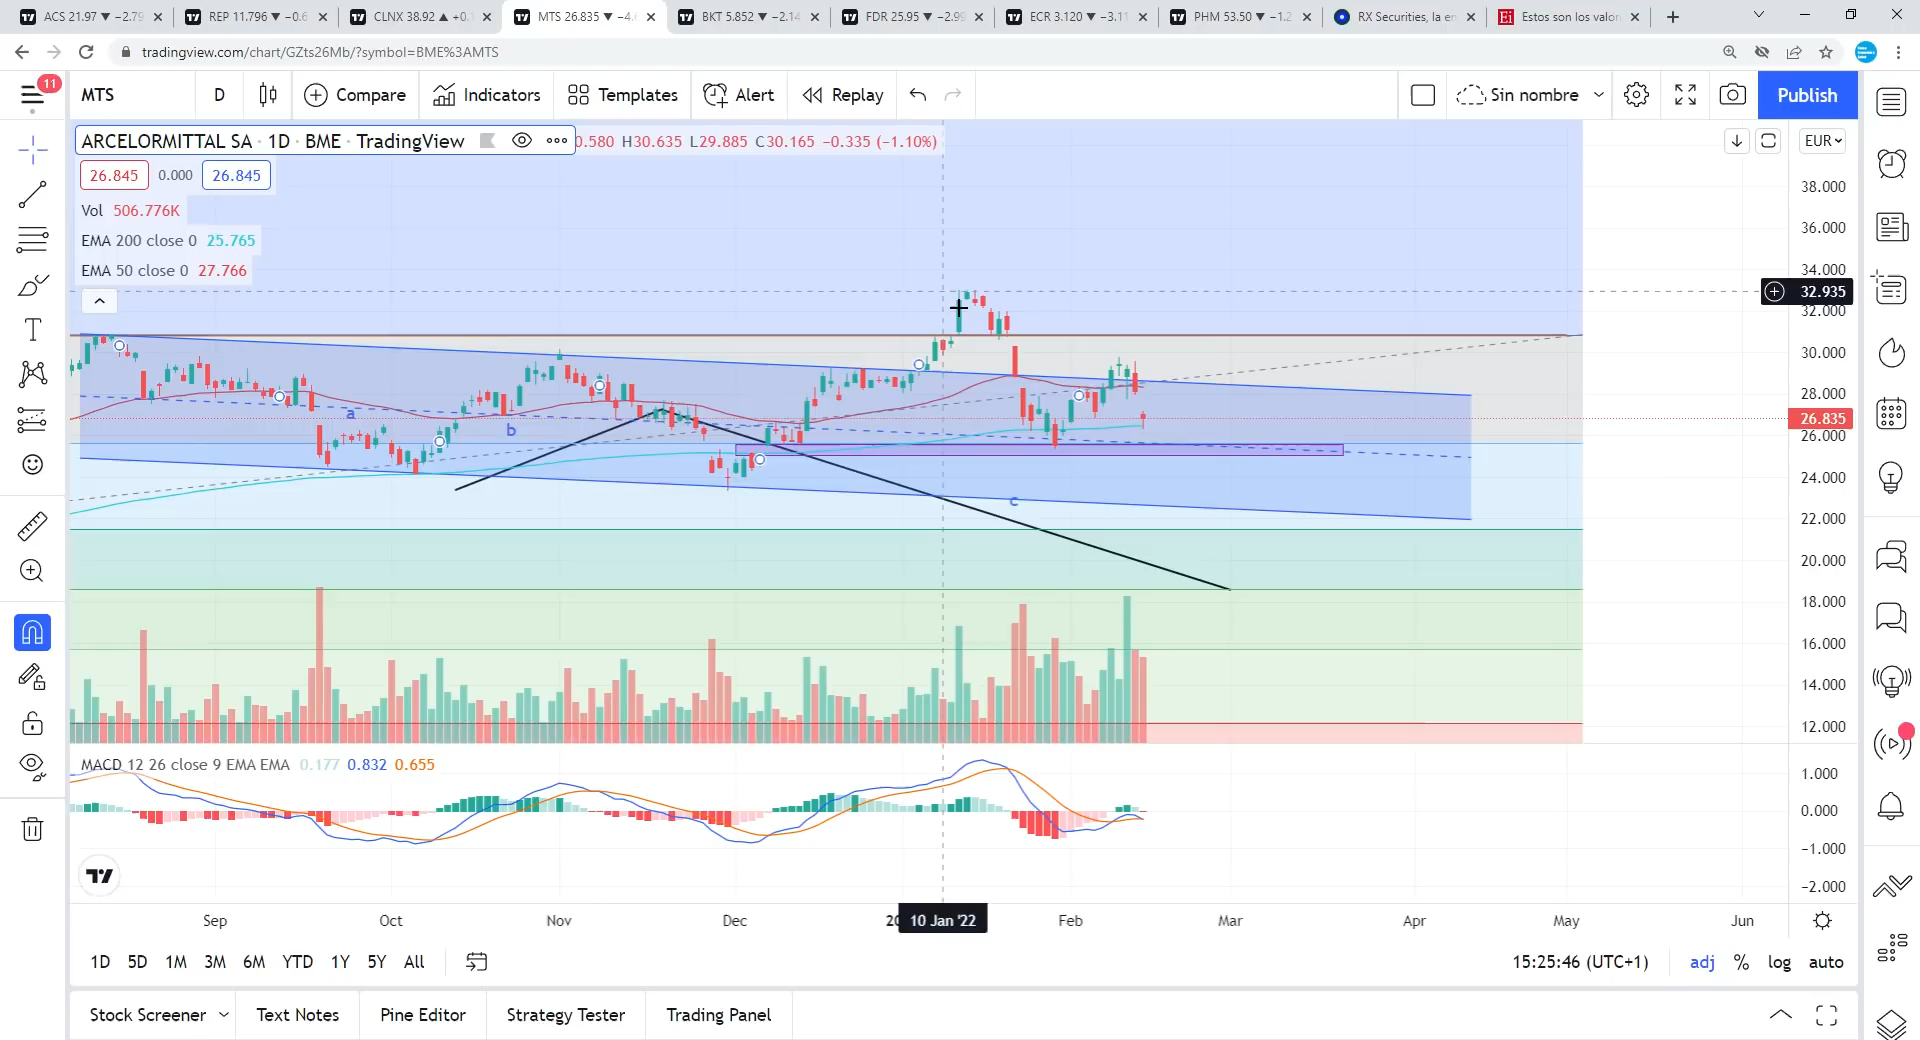 ACS 21.97 ▼ −2.79
REP 11.796 ▼ −0.6
CLNX 38.92 ▲ +0.
MTS 26.835 ▼ −4.
BKT 5.852 ▼ −2.14
FDR 25.95 ▼ −2.99
ECR 3.120 ▼ −3.11
PHM 53.50 ▼ −1.2
RX Securities, la en
Estos son los valor
tradingview.com/chart/GZts26Mb/?symbol=BME%3AMTS
11
MTS
D
Compare
Indicators
Templates
Alert
Replay
Sin nombre
Publish
ARCELORMITTAL SA · 1D · BME · TradingView
0.580 H30.635 L29.885 C30.165 −0.335 (−1.10%)
EUR
26.845 0.000 26.845
Vol 506.776K
EMA 200 close 0 25.765
EMA 50 close 0 27.766
38.000
36.000
34.000
32.935
32.000
30.000
28.000
26.835
26.000
24.000
22.000
20.000
18.000
16.000
14.000
12.000
a
b
c
MACD 12 26 close 9 EMA EMA 0.177 0.832 0.655
1.000
0.000
−1.000
−2.000
Sep Oct Nov Dec 20 10 Jan '22 Feb Mar Apr May Jun
1D 5D 1M 3M 6M YTD 1Y 5Y All
15:25:46 (UTC+1) adj % log auto
Stock Screener Text Notes Pine Editor Strategy Tester Trading Panel